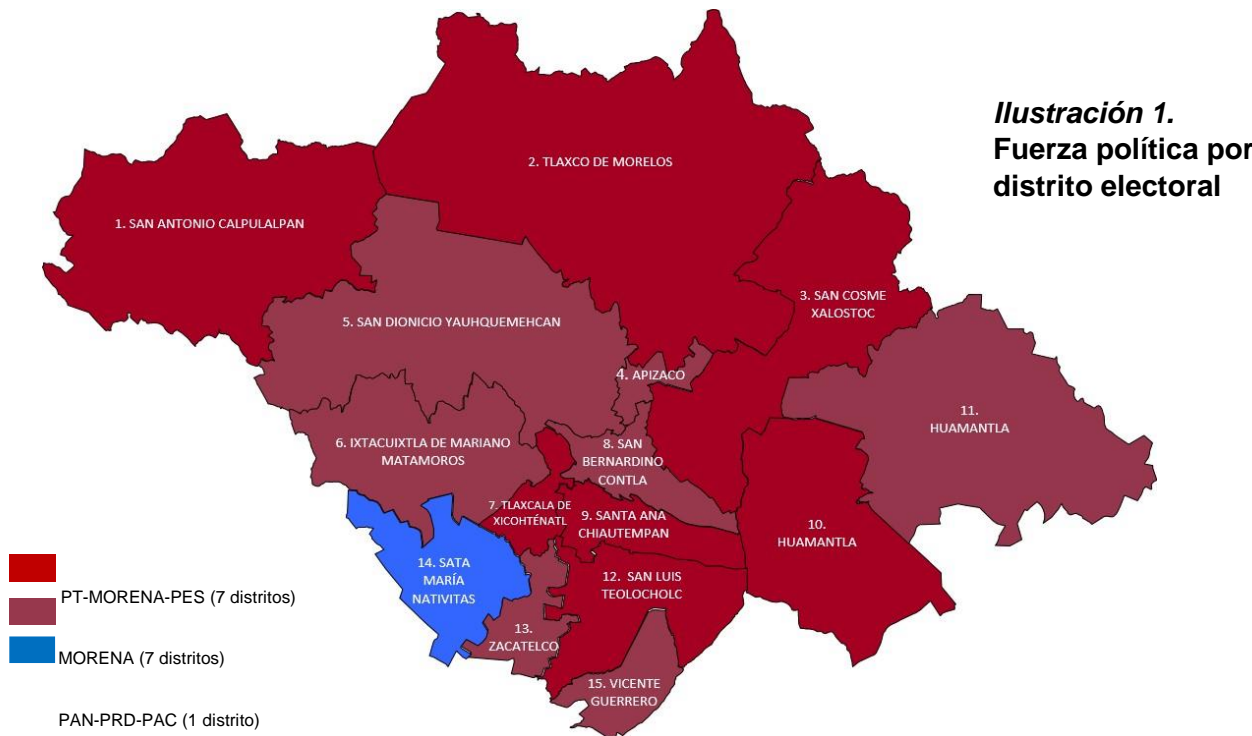 Ilustración 1.
Fuerza política por
distrito electoral
2. TLAXCO DE MORELOS
1. SAN ANTONIO CALPULALPAN
3. SAN COSME
XALOSTOC
5. SAN DIONICIO YAUHQUEMEHCAN
4. APIZACO
11.
HUAMANTLA
6. IXTACUIXTLA DE MARIANO
MATAMOROS
8. SAN
BERNARDINO
CONTLA
7. TLAXCALA DE
XICOHTÉNATL
9. SANTA ANA
CHIAUTEMPAN
10.
HUAMANTLA
14. SATA
MARÍA
NATIVITAS
12. SAN LUIS
TEOLOCHOLC
13.
ZACATELCO
15. VICENTE
GUERRERO
PT-MORENA-PES (7 distritos)
MORENA (7 distritos)
PAN-PRD-PAC (1 distrito)